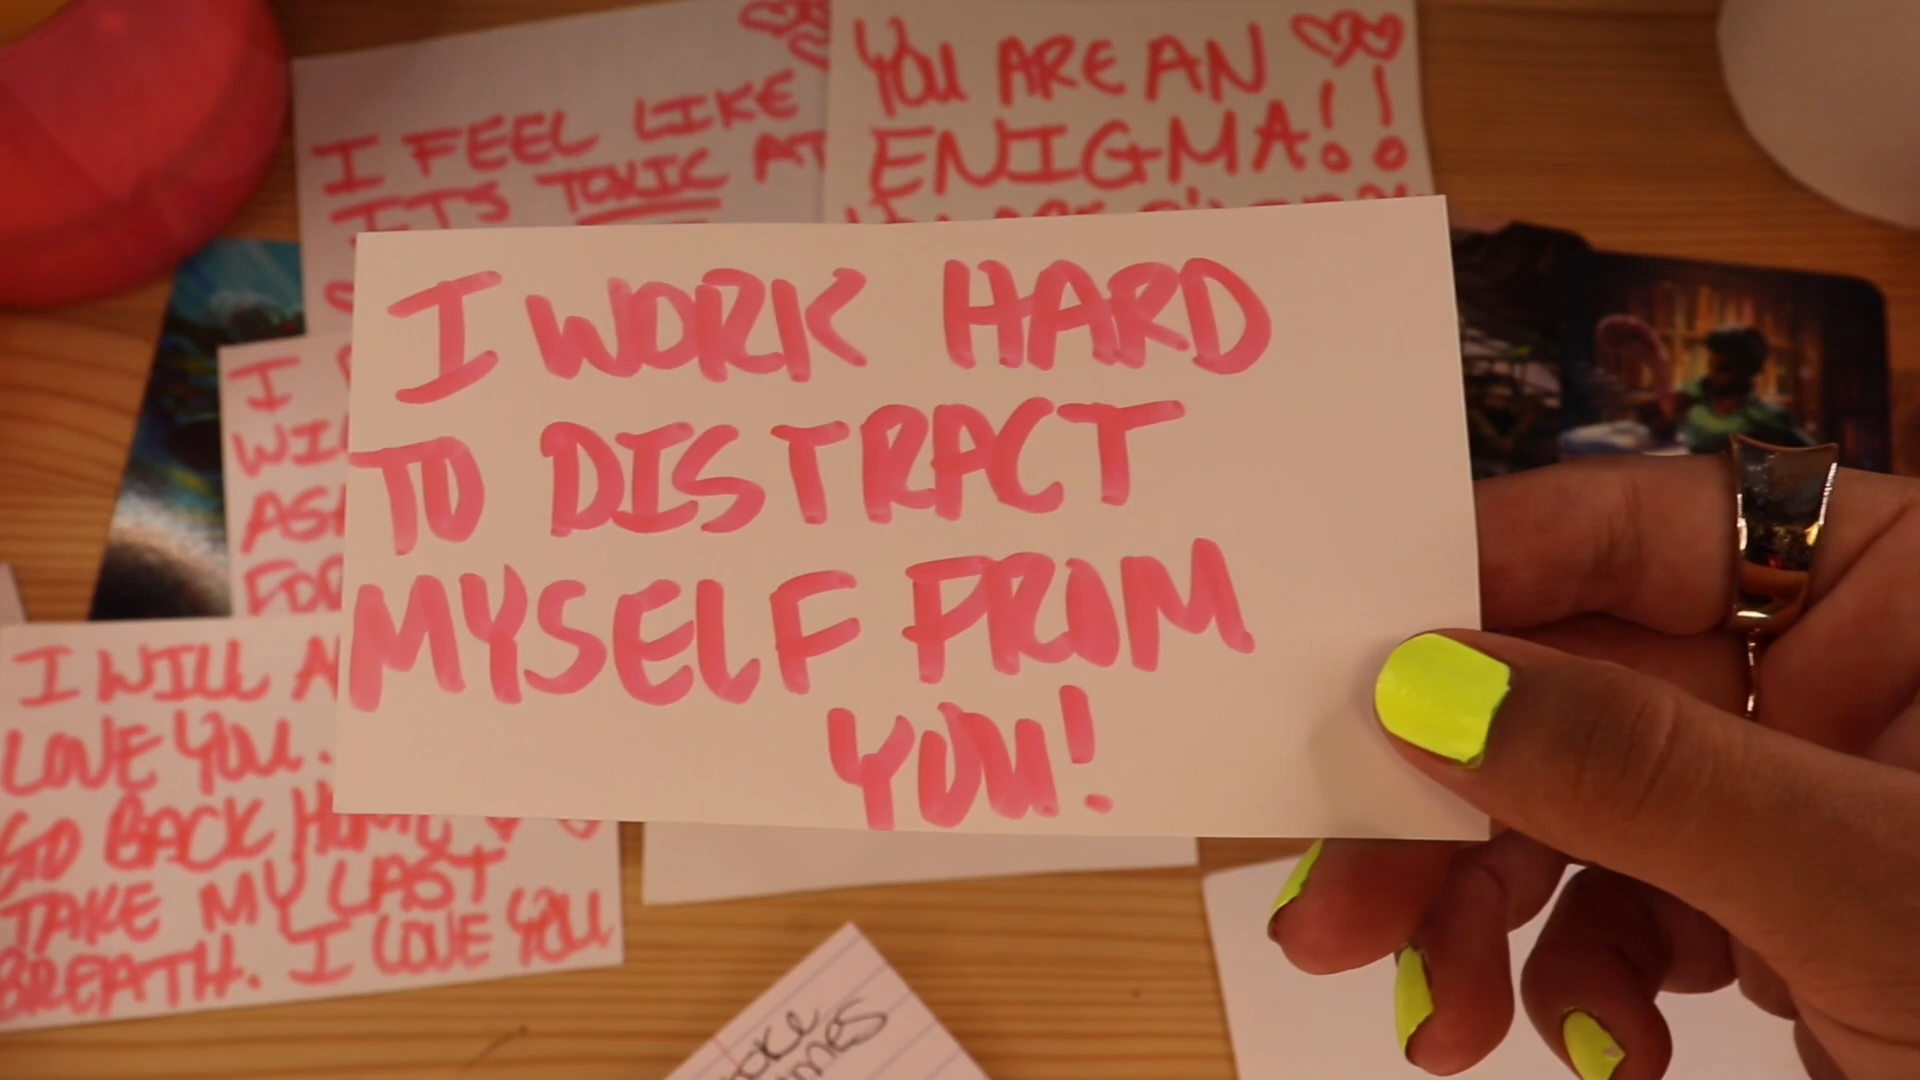 I FEEL LIKE
ITS TOXIC AT
YOU ARE AN
ENIGMA!!
I WORK HARD
TO DISTRACT
MYSELF FROM
YOU!
I
I WILL
LOVE YOU.
GO BACK HOME
TAKE MY LAST
BREATH. I LOVE YOU